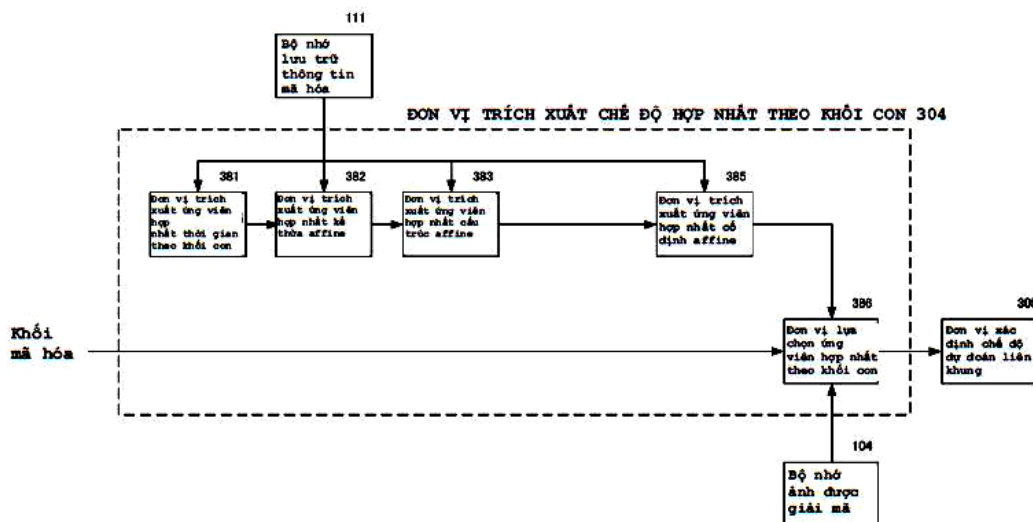 111
Bộ nhớ
lưu trữ
thông tin
mã hóa
ĐƠN VỊ TRÍCH XUẤT CHẾ ĐỘ HỢP NHẤT THEO KHỐI CON 304
381
Đơn vị trích
xuất ứng viên
hợp
nhất thời gian
theo khối con
382
Đơn vị trích
xuất ứng viên
hợp nhất kế
thừa affine
383
Đơn vị trích
xuất ứng viên
hợp nhất cấu
trúc affine
385
Đơn vị trích
xuất ứng viên
hợp nhất cố
định affine
Khối
mã hóa
386
Đơn vị lựa
chọn ứng
viên hợp nhất
theo khối con
Đơn vị xác
định chế độ
dự đoán liên
khung
104
Bộ nhớ
ảnh được
giải mã